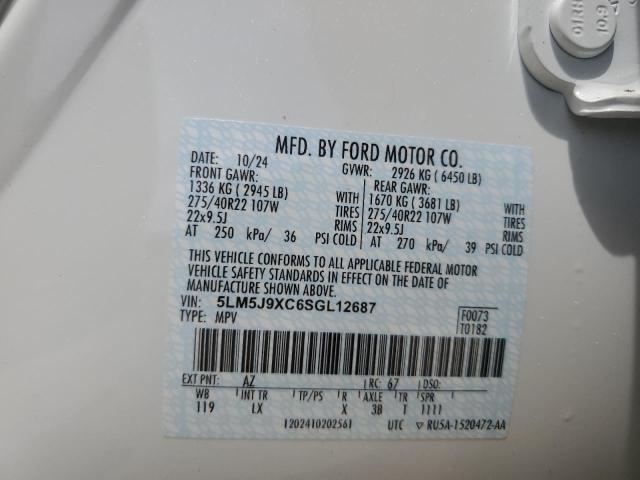 MFD. BY FORD MOTOR CO.
DATE: 10/24 GVWR: 2926 KG ( 6450 LB)
FRONT GAWR: REAR GAWR:
1336 KG ( 2945 LB) WITH 1670 KG ( 3681 LB) WITH
275/40R22 107W TIRES 275/40R22 107W TIRES
22x9.5J RIMS 22x9.5J RIMS
AT 250 kPa/ 36 PSI COLD AT 270 kPa/ 39 PSI COLD
THIS VEHICLE CONFORMS TO ALL APPLICABLE FEDERAL MOTOR
VEHICLE SAFETY STANDARDS IN EFFECT ON THE DATE OF
MANUFACTURE SHOWN ABOVE.
VIN: 5LM5J9XC6SGL12687 F0073
TYPE: MPV T0182
EXT PNT: AZ RC: 67 DSO:
WB INT TR TP/PS R AXLE TR SPR
119 LX X 3B T 1111
1202410202561 UTC ▽ RU5A-1520472-AA
10.9